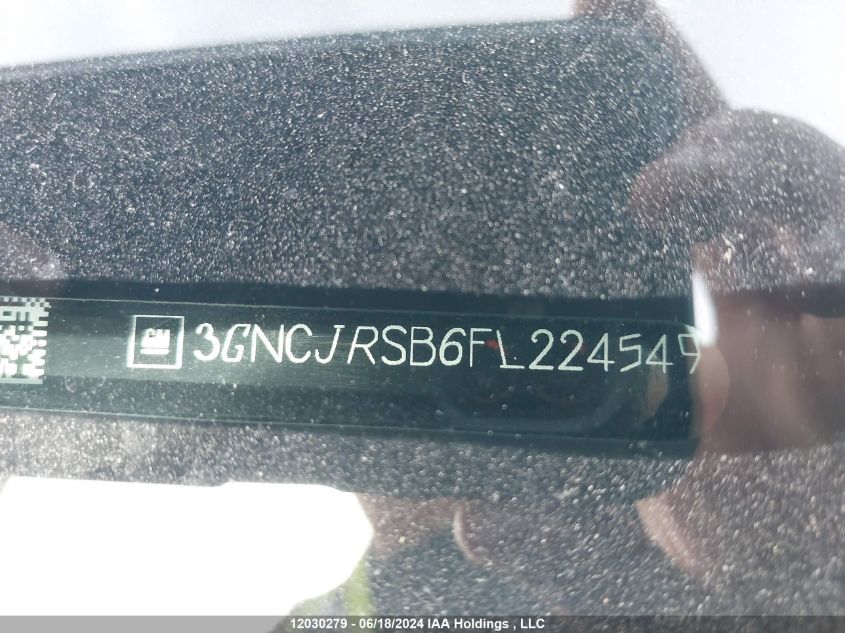 GM 3GNCJRSB6FL224549
12030279 - 06/18/2024 IAA Holdings , LLC